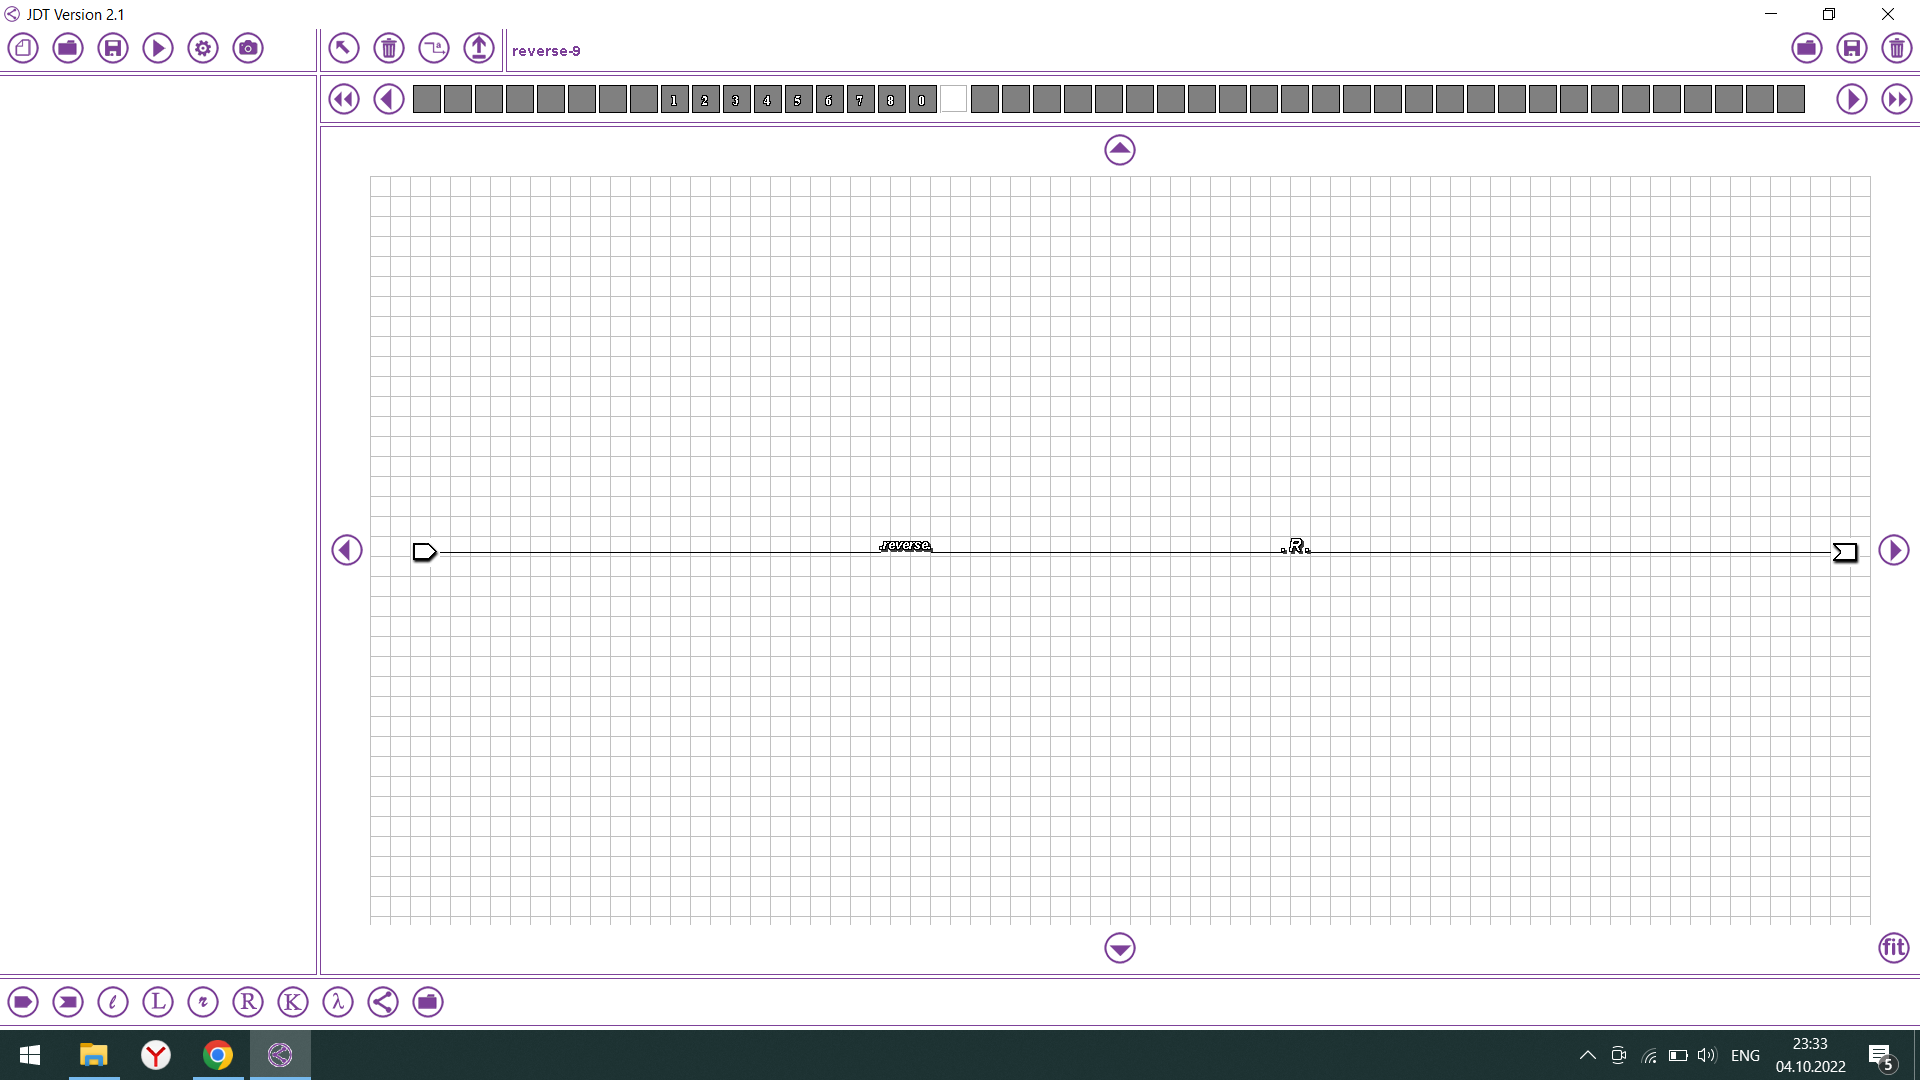 JDT Version 2.1
a
reverse-9
1 2 3 4 5 6 7 8 0
.reverse.
.R.
fit
ℓ L r R K λ
Y
ENG
23:33
04.10.2022
5